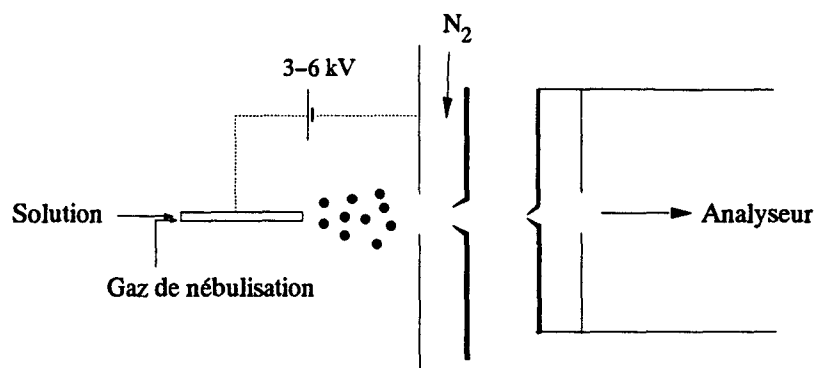 N2
3–6 kV
Solution
Analyseur
Gaz de nébulisation